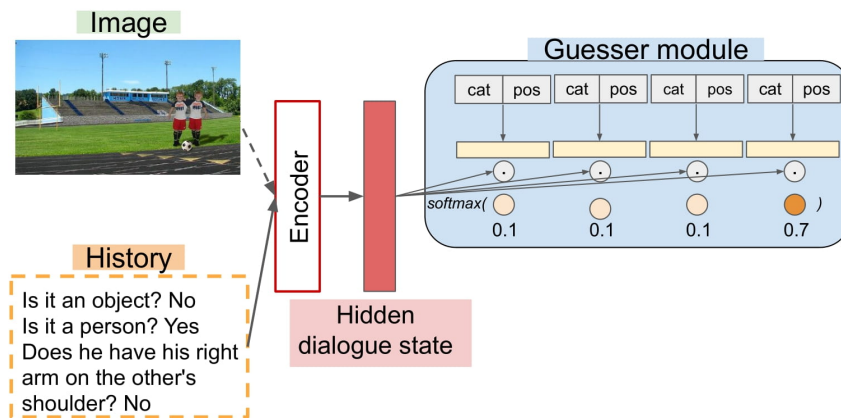 Image
Guesser module
cat pos cat pos cat pos cat pos
Encoder
. . . .
softmax( )
0.1 0.1 0.1 0.7
History
Is it an object? No
Is it a person? Yes
Does he have his right
arm on the other's
shoulder? No
Hidden
dialogue state